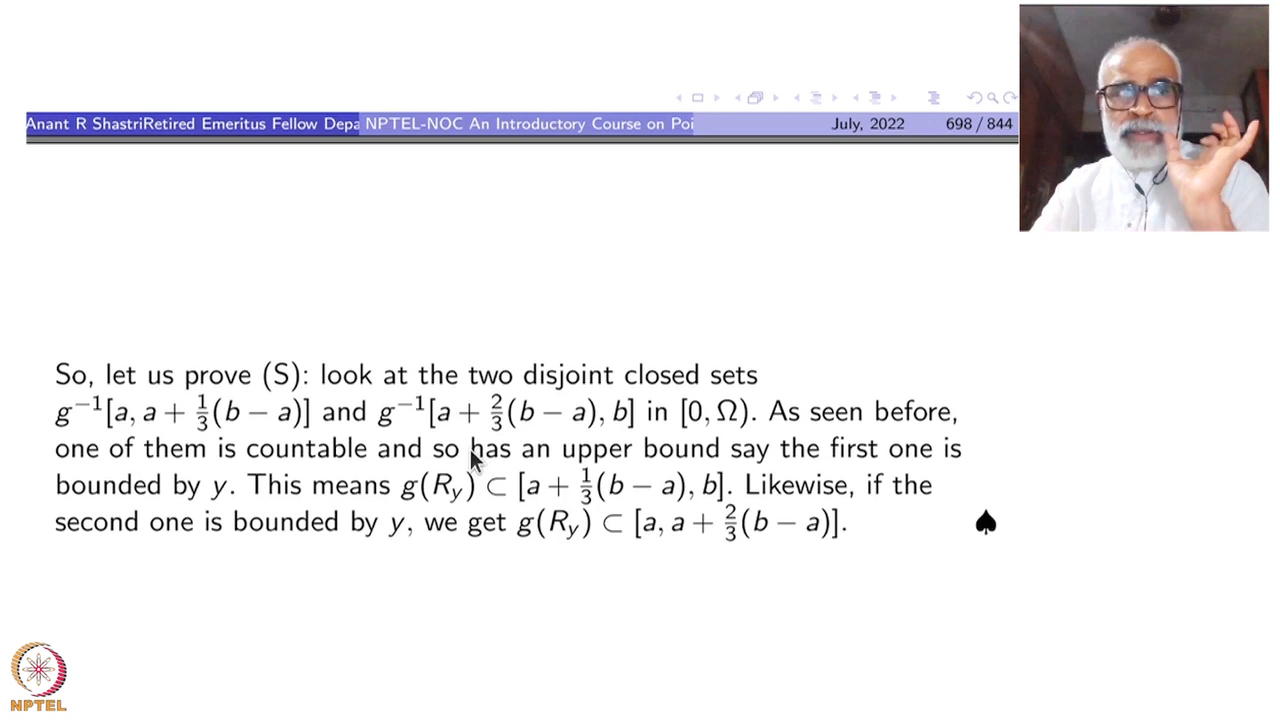 Anant R ShastriRetired Emeritus Fellow Depa NPTEL-NOC An Introductory Course on Poi July, 2022 698 / 844
So, let us prove (S): look at the two disjoint closed sets
g⁻¹[a, a + 1/3(b − a)] and g⁻¹[a + 2/3(b − a), b] in [0, Ω). As seen before,
one of them is countable and so has an upper bound say the first one is
bounded by y. This means g(R_y) ⊂ [a + 1/3(b − a), b]. Likewise, if the
second one is bounded by y, we get g(R_y) ⊂ [a, a + 2/3(b − a)]. ♠
NPTEL